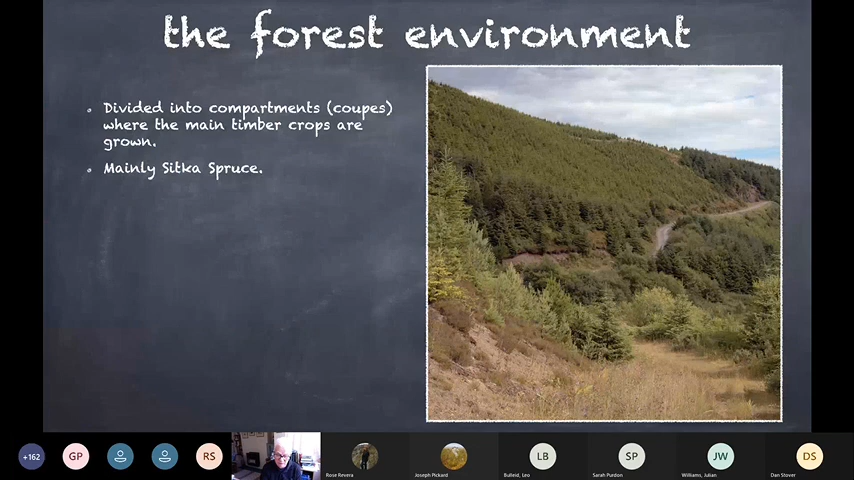 the forest environment
Divided into compartments (coupes)
where the main timber crops are
grown.
Mainly Sitka Spruce.
+162
GP
RS
LB
SP
JW
DS
Rose Revera
Joseph Pickard
Bulleid, Leo
Sarah Purdon
Williams, Julian
Dan Stover